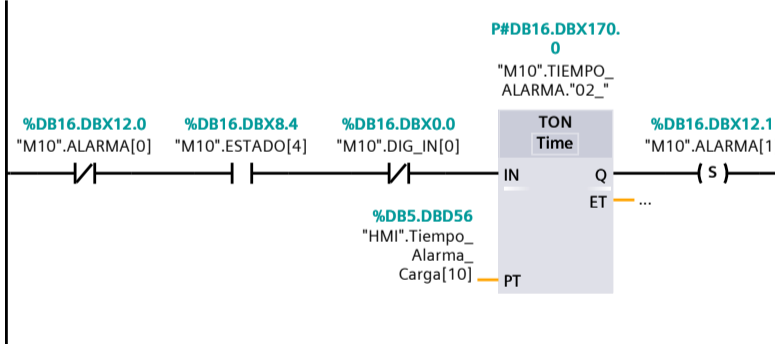 P#DB16.DBX170.
0
"M10".TIEMPO_
ALARMA."02_"
%DB16.DBX12.0
"M10".ALARMA[0]
%DB16.DBX8.4
"M10".ESTADO[4]
%DB16.DBX0.0
"M10".DIG_IN[0]
TON
Time
%DB16.DBX12.1
"M10".ALARMA[1
IN
Q
S
ET
...
%DB5.DBD56
"HMI".Tiempo_
Alarma_
Carga[10]
PT